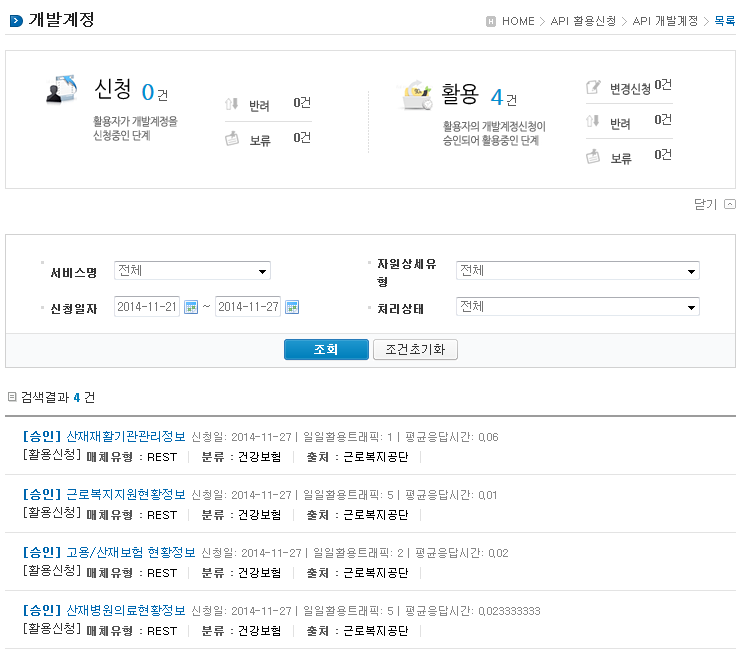 개발계정
HOME > API 활용신청 > API 개발계정 > 목록
신청 0건
활용자가 개발계정을
신청중인 단계
반려 0건
보류 0건
활용 4건
활용자의 개발계정신청이
승인되어 활용중인 단계
변경신청 0건
반려 0건
보류 0건
닫기
서비스명 전체
자원상세유
형 전체
신청일자 2014-11-21 ~ 2014-11-27
처리상태 전체
조회 조건초기화
검색결과 4 건
[승인] 산재재활기관관리정보 신청일: 2014-11-27 | 일일활용트래픽: 1 | 평균응답시간: 0.06
[활용신청] 매체유형 : REST | 분류 : 건강보험 | 출처 : 근로복지공단 |
[승인] 근로복지지원현황정보 신청일: 2014-11-27 | 일일활용트래픽: 5 | 평균응답시간: 0.01
[활용신청] 매체유형 : REST | 분류 : 건강보험 | 출처 : 근로복지공단 |
[승인] 고용/산재보험 현황정보 신청일: 2014-11-27 | 일일활용트래픽: 2 | 평균응답시간: 0.02
[활용신청] 매체유형 : REST | 분류 : 건강보험 | 출처 : 근로복지공단 |
[승인] 산재병원의료현황정보 신청일: 2014-11-27 | 일일활용트래픽: 5 | 평균응답시간: 0.023333333
[활용신청] 매체유형 : REST | 분류 : 건강보험 | 출처 : 근로복지공단 |